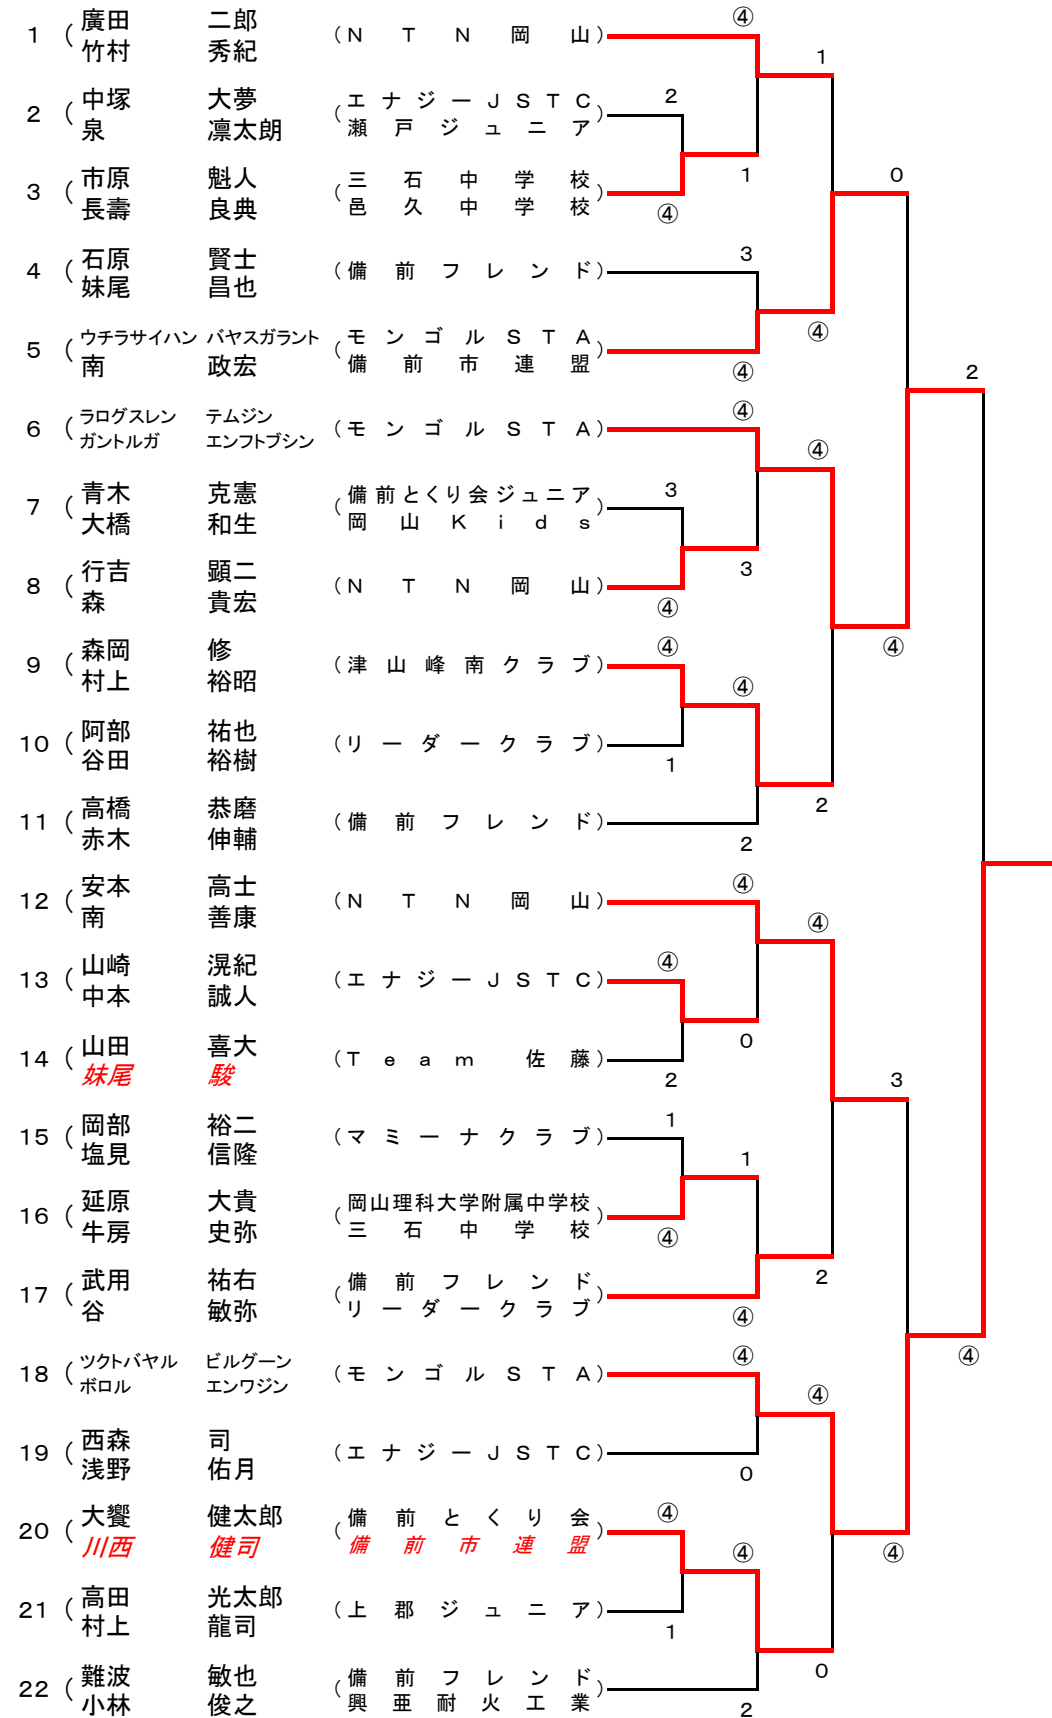 ④
1 ( 廣田 二郎 (N T N 岡 山)
竹村 秀紀
1
2 ( 中塚 大夢 (エ ナ ジ ー J S T C) 2
泉 凛太朗 瀬 戸 ジ ュ ニ ア
1
3 ( 市原 魁人 (三 石 中 学 校) 0
長壽 良典 邑 久 中 学 校
④
3
4 ( 石原 賢士 (備 前 フ レ ン ド)
妹尾 昌也
④
5 ( ウチラサイハン バヤスガラント (モ ン ゴ ル S T A)
南 政宏 備 前 市 連 盟
④ 2
④
6 ( ラログスレン テムジン (モ ン ゴ ル S T A)
ガントルガ エンフトブシン
④
7 ( 青木 克憲 (備前とくり会ジュニア) 3
大橋 和生 岡 山 K i d s
3
8 ( 行吉 顕二 (N T N 岡 山)
森 貴宏
④
④ ④
9 ( 森岡 修 (津 山 峰 南 ク ラ ブ)
村上 裕昭
④
10 ( 阿部 祐也 (リ ー ダ ー ク ラ ブ)
谷田 裕樹
1
2
11 ( 高橋 恭磨 (備 前 フ レ ン ド)
赤木 伸輔
2
④
12 ( 安本 高士 (N T N 岡 山)
南 善康
④
13 ( 山崎 滉紀 (エ ナ ジ ー J S T C) ④
中本 誠人
0
14 ( 山田 喜大 (T e a m 佐 藤)
妹尾 駿
2 3
1
15 ( 岡部 裕二 (マ ミ ー ナ ク ラ ブ)
塩見 信隆
1
16 ( 延原 大貴 (岡山理科大学附属中学校)
牛房 史弥 三 石 中 学 校
④
2
17 ( 武用 祐右 (備 前 フ レ ン ド)
谷 敏弥 リ ー ダ ー ク ラ ブ
④
④ ④
18 ( ツクトバヤル ビルグーン (モ ン ゴ ル S T A)
ボロル エンワジン
④
19 ( 西森 司 (エ ナ ジ ー J S T C)
浅野 佑月
0
④
20 ( 大饗 健太郎 (備 前 と く り 会)
川西 健司 備 前 市 連 盟
④ ④
21 ( 高田 光太郎 (上 郡 ジ ュ ニ ア)
村上 龍司
1
0
22 ( 難波 敏也 (備 前 フ レ ン ド)
小林 俊之 興 亜 耐 火 工 業
2